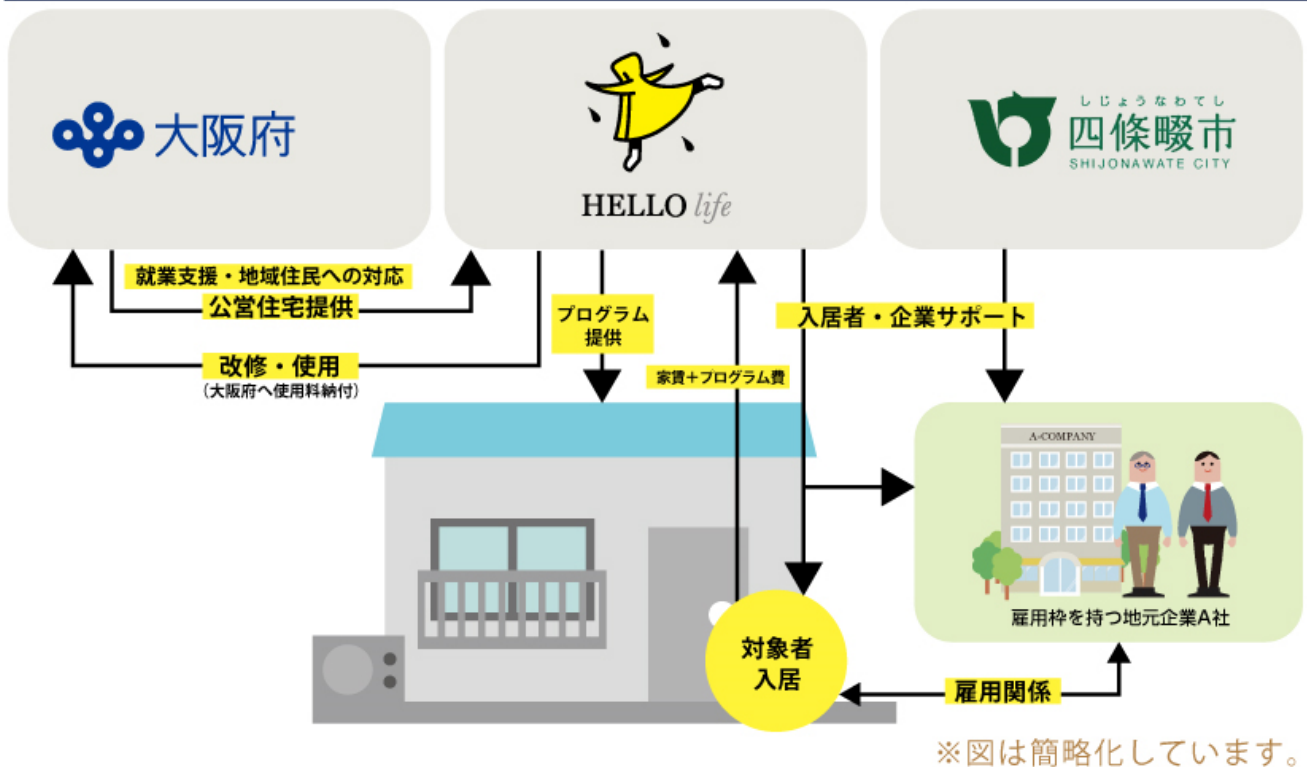 大阪府
HELLO life
しじょうなわてし
四條畷市
SHIJONAWATE CITY
就業支援・地域住民への対応
公営住宅提供
改修・使用
(大阪府へ使用料納付)
プログラム
提供
家賃＋プログラム費
入居者・企業サポート
A-COMPANY
雇用枠を持つ地元企業A社
対象者
入居
雇用関係
※図は簡略化しています。